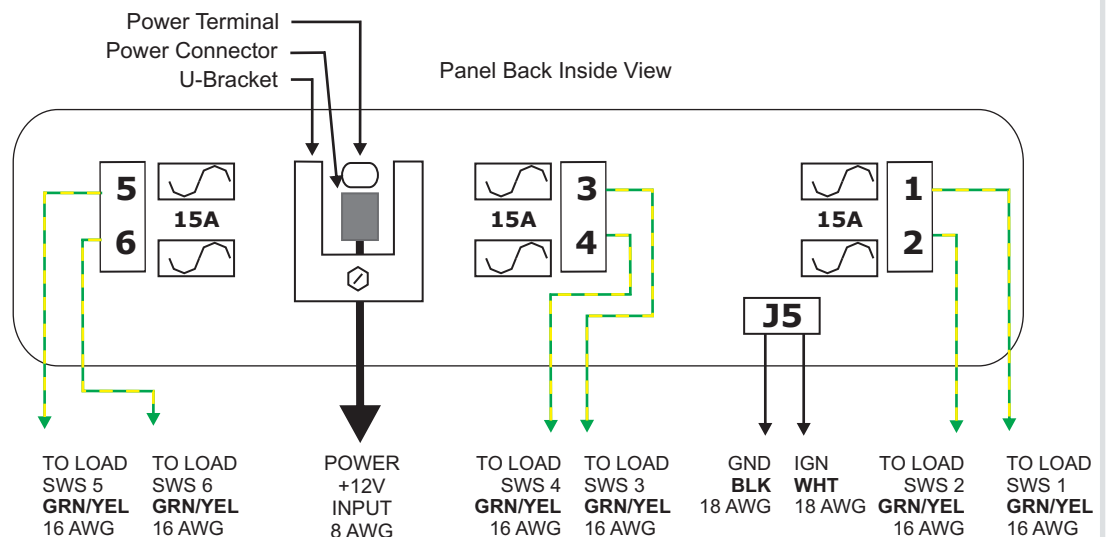 Power Terminal
Power Connector
U-Bracket
Panel Back Inside View
5
6
15A
3
4
15A
1
2
15A
J5
TO LOAD
SWS 5
GRN/YEL
16 AWG
TO LOAD
SWS 6
GRN/YEL
16 AWG
POWER
+12V
INPUT
8 AWG
TO LOAD
SWS 4
GRN/YEL
16 AWG
TO LOAD
SWS 3
GRN/YEL
16 AWG
GND
BLK
18 AWG
IGN
WHT
18 AWG
TO LOAD
SWS 2
GRN/YEL
16 AWG
TO LOAD
SWS 1
GRN/YEL
16 AWG